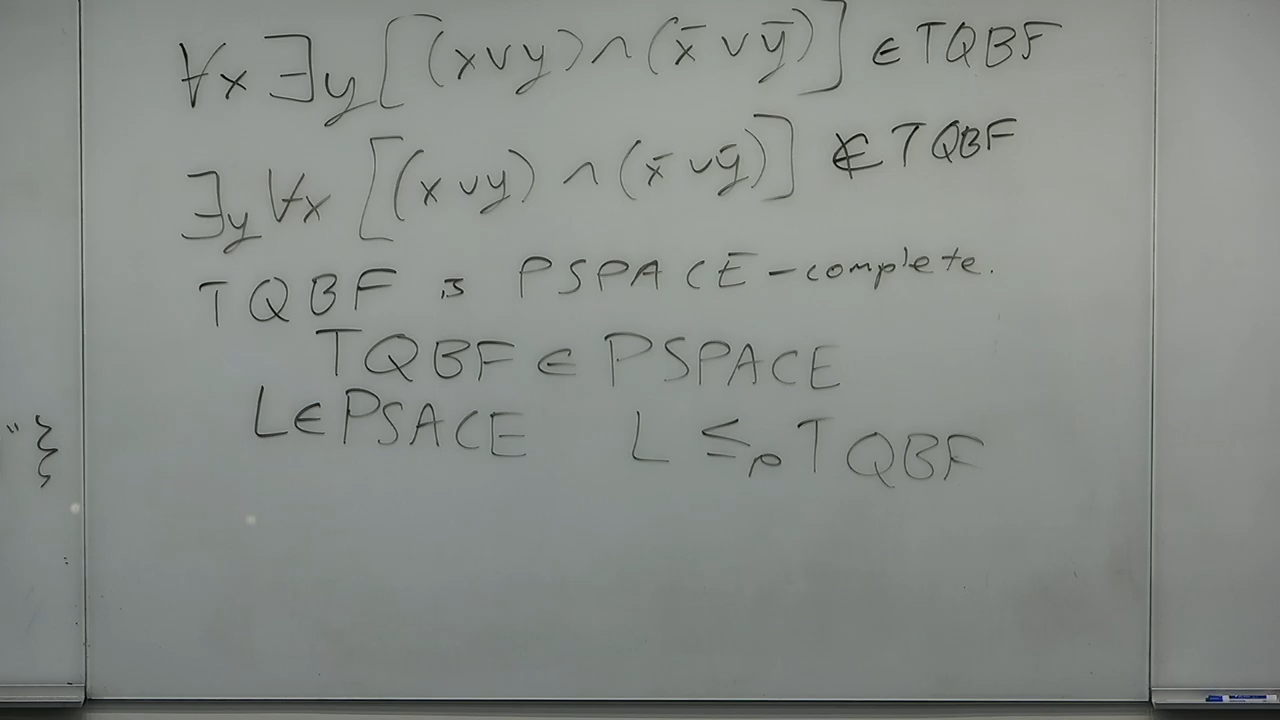 ∀x ∃y [(x∨y)∧(x̄∨ȳ)] ∈ TQBF
∃y ∀x [(x∨y)∧(x̄∨ȳ)] ∉ TQBF
TQBF is PSPACE-complete.
TQBF ∈ PSPACE
L∈PSACE L ≤ₚ TQBF
" }